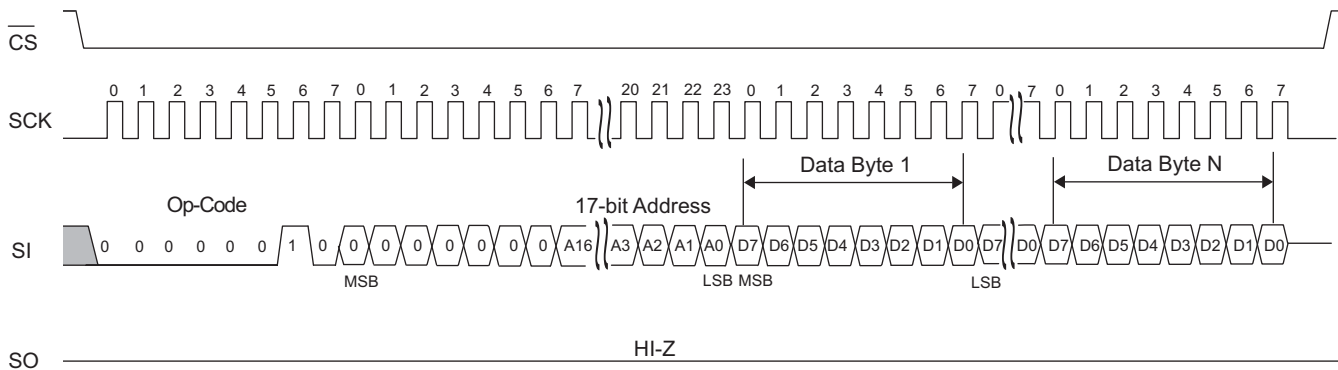 CS
SCK
0 1 2 3 4 5 6 7 0 1 2 3 4 5 6 7 20 21 22 23 0 1 2 3 4 5 6 7 0 7 0 1 2 3 4 5 6 7
Data Byte 1 Data Byte N
Op-Code 17-bit Address
SI 0 0 0 0 0 0 1 0 0 0 0 0 0 0 0 A16 A3 A2 A1 A0 D7 D6 D5 D4 D3 D2 D1 D0 D7 D0 D7 D6 D5 D4 D3 D2 D1 D0
MSB LSB MSB LSB
HI-Z
SO